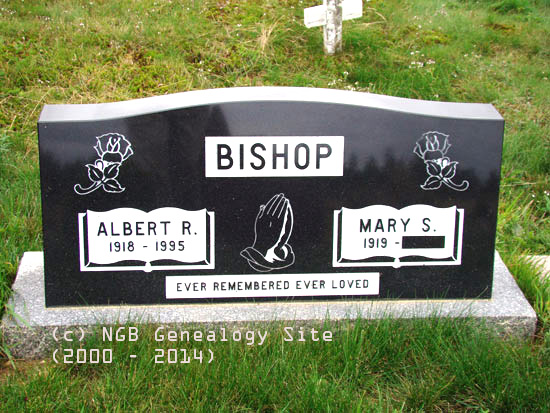 BISHOP
ALBERT R.
1918 - 1995
MARY S.
1919 -
EVER REMEMBERED EVER LOVED
(c) NGB Genealogy Site
(2000 - 2014)